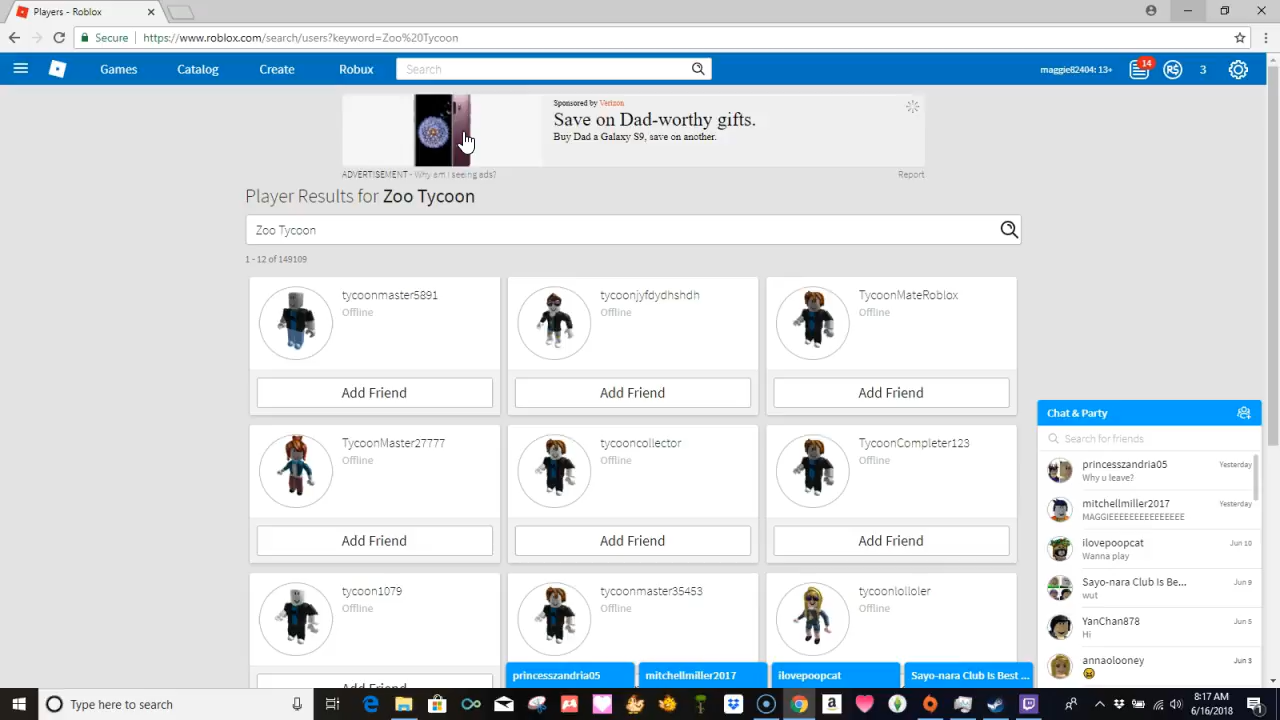 Players - Roblox
Secure https://www.roblox.com/search/users?keyword=Zoo%20Tycoon
Games Catalog Create Robux Search maggie82404: 13+ 14 R$ 3
Sponsored by Verizon
Save on Dad-worthy gifts.
Buy Dad a Galaxy S9, save on another.
ADVERTISEMENT - Why am I seeing ads? Report
Player Results for Zoo Tycoon
Zoo Tycoon
1 - 12 of 149109
tycoonmaster5891
Offline
Add Friend
tycoonjyfdydhshdh
Offline
Add Friend
TycoonMateRoblox
Offline
Add Friend
TycoonMaster27777
Offline
Add Friend
tycooncollector
Offline
Add Friend
TycoonCompleter123
Offline
Add Friend
tycoon1079
Offline
Add Friend
tycoonmaster35453
Offline
tycoonlolloler
Offline
Chat & Party
Search for friends
princesszandria05 Yesterday
Why u leave?
mitchellmiller2017 Yesterday
MAGGIEEEEEEEEEEEEEEE
ilovepoopcat Jun 10
Wanna play
Sayo-nara Club Is Be... Jun 9
wut
YanChan878 Jun 5
Hi
annaolooney Jun 3
princesszandria05 mitchellmiller2017 ilovepoopcat Sayo-nara Club Is Best ...
Type here to search
8:17 AM
6/16/2018